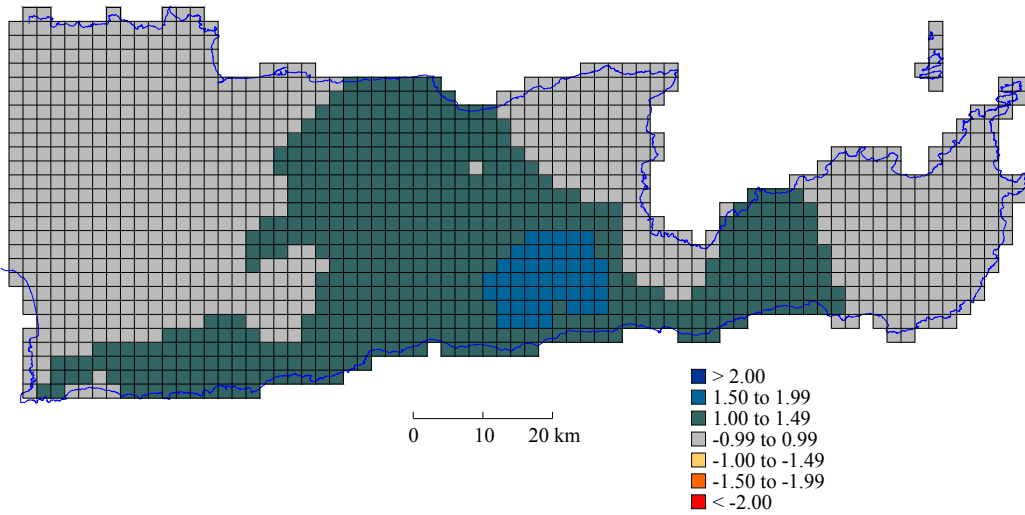 > 2.00
1.50 to 1.99
1.00 to 1.49
-0.99 to 0.99
-1.00 to -1.49
-1.50 to -1.99
< -2.00
0 10 20 km